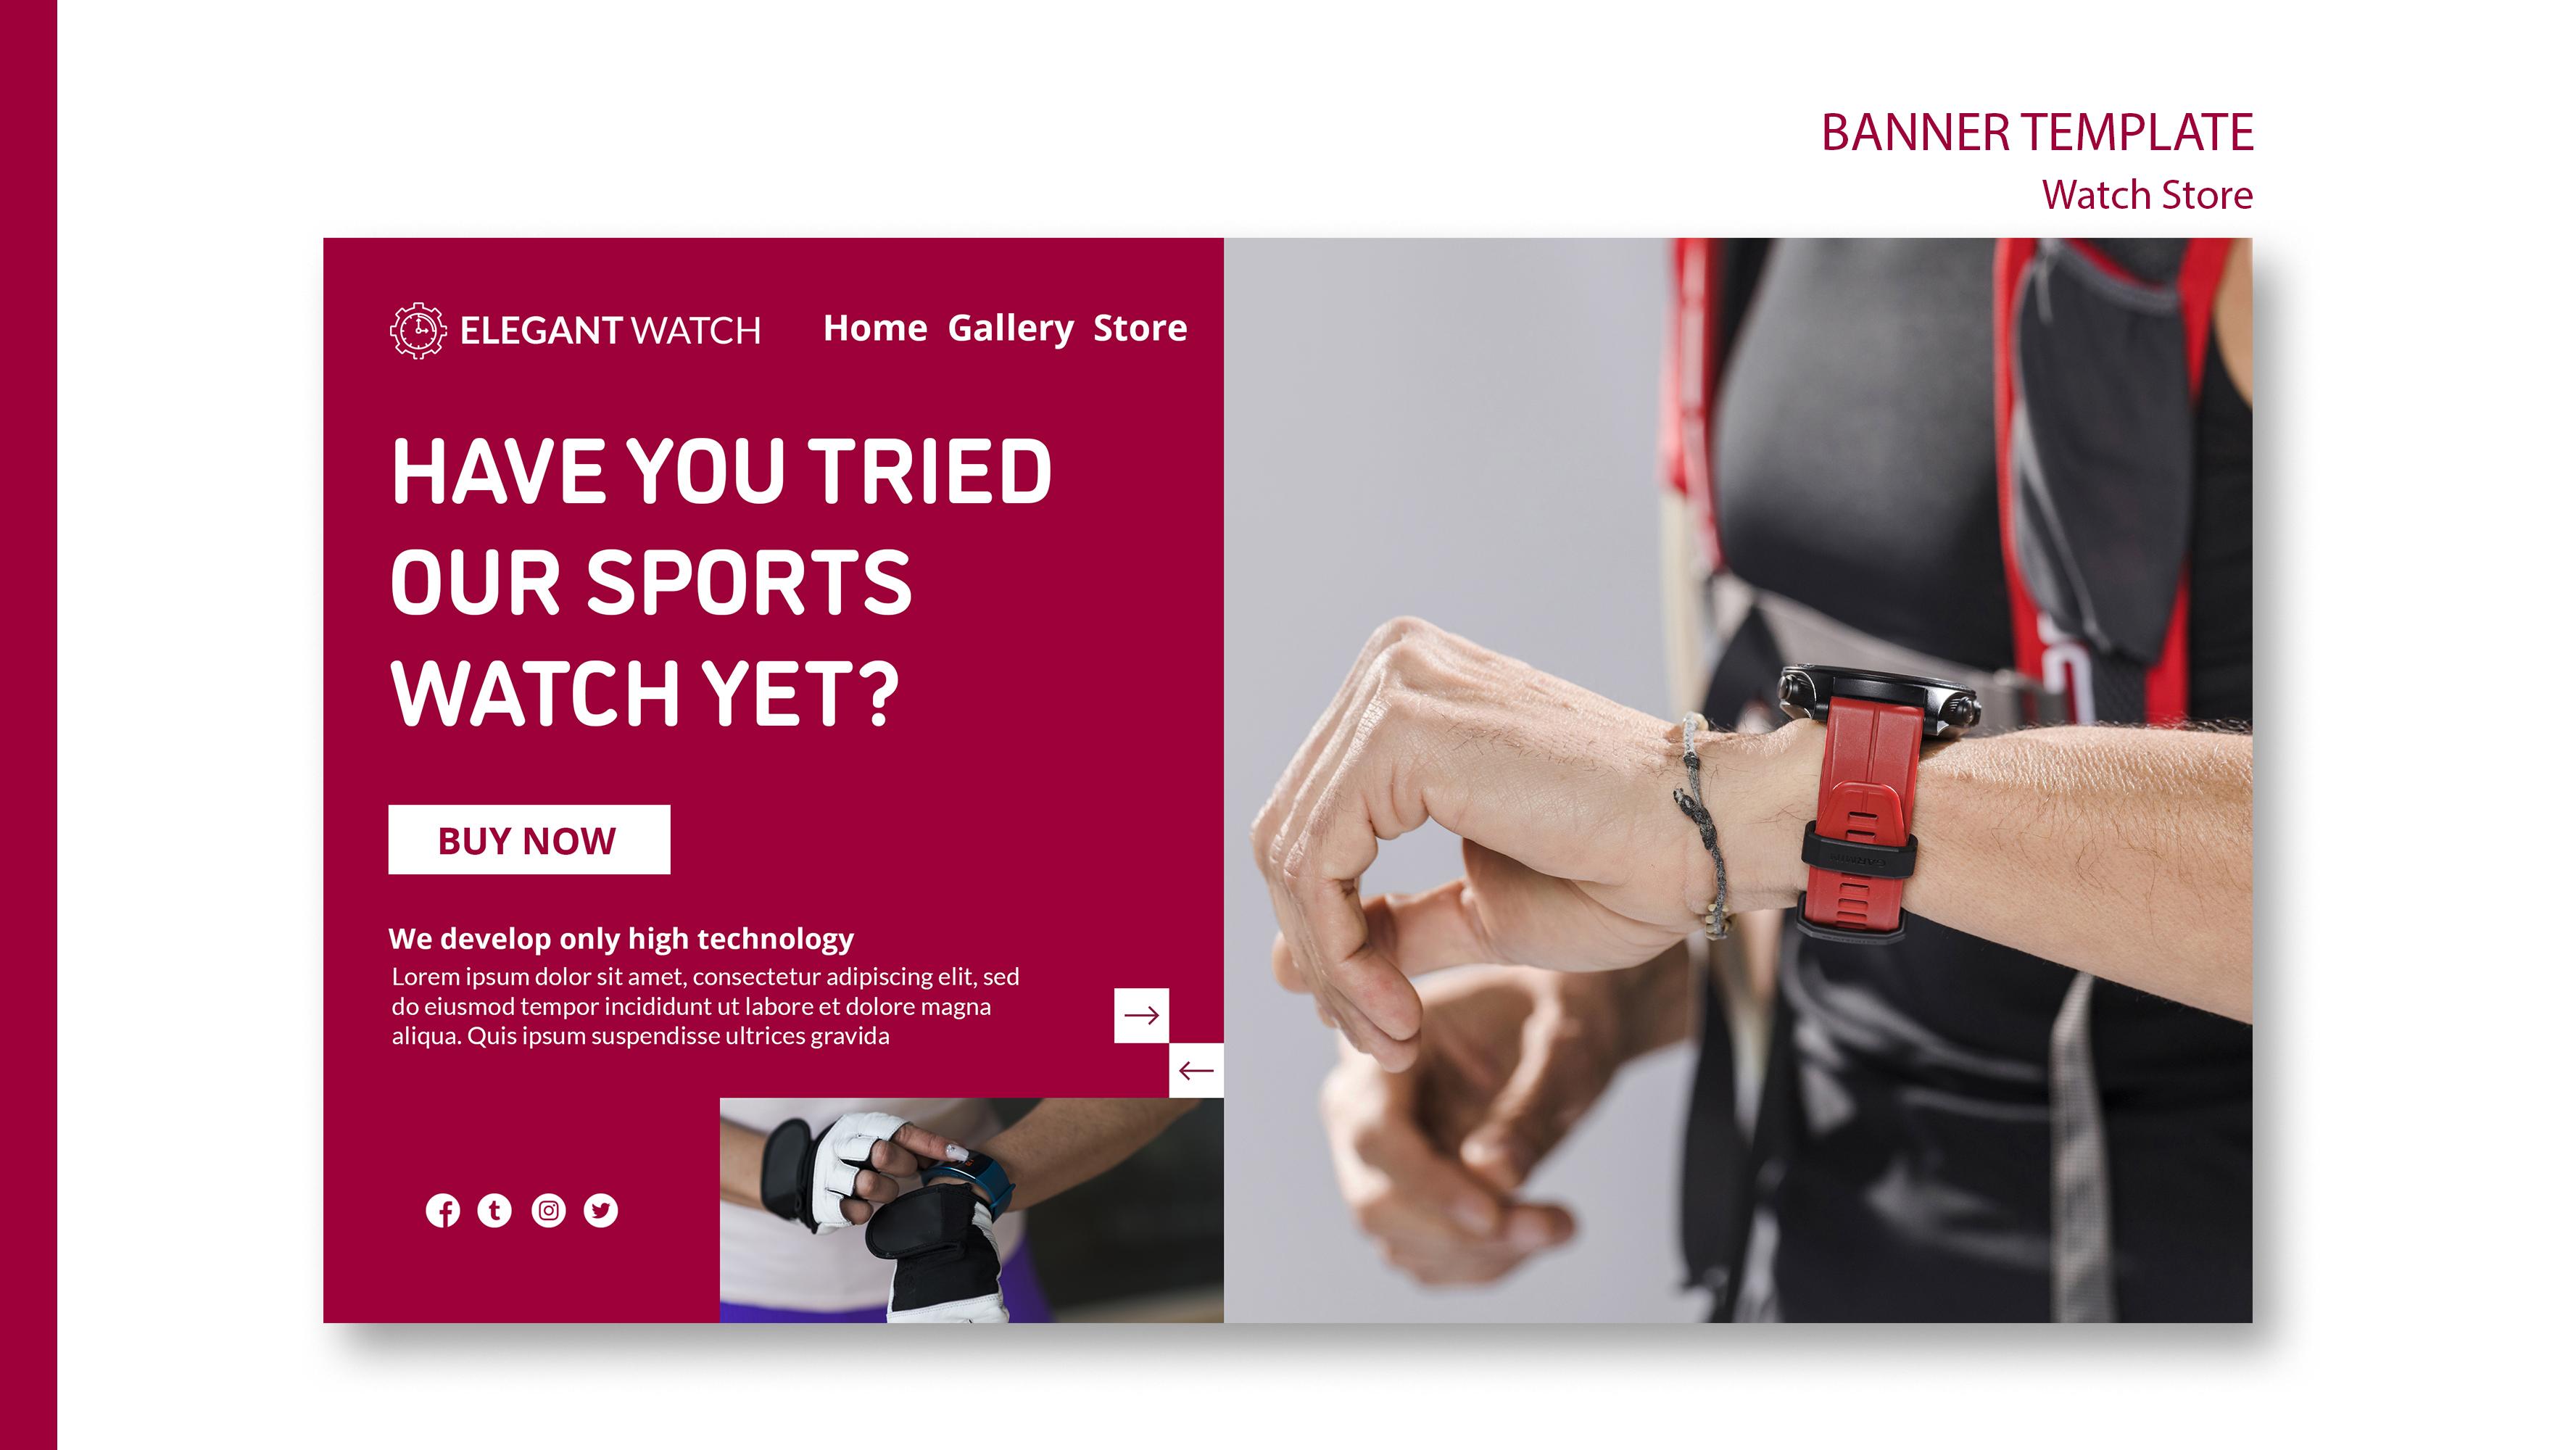 BANNER TEMPLATE
Watch Store
ELEGANT WATCH
Home Gallery Store
HAVE YOU TRIED
OUR SPORTS
WATCH YET?
BUY NOW
We develop only high technology
Lorem ipsum dolor sit amet, consectetur adipiscing elit, sed
do eiusmod tempor incididunt ut labore et dolore magna
aliqua. Quis ipsum suspendisse ultrices gravida